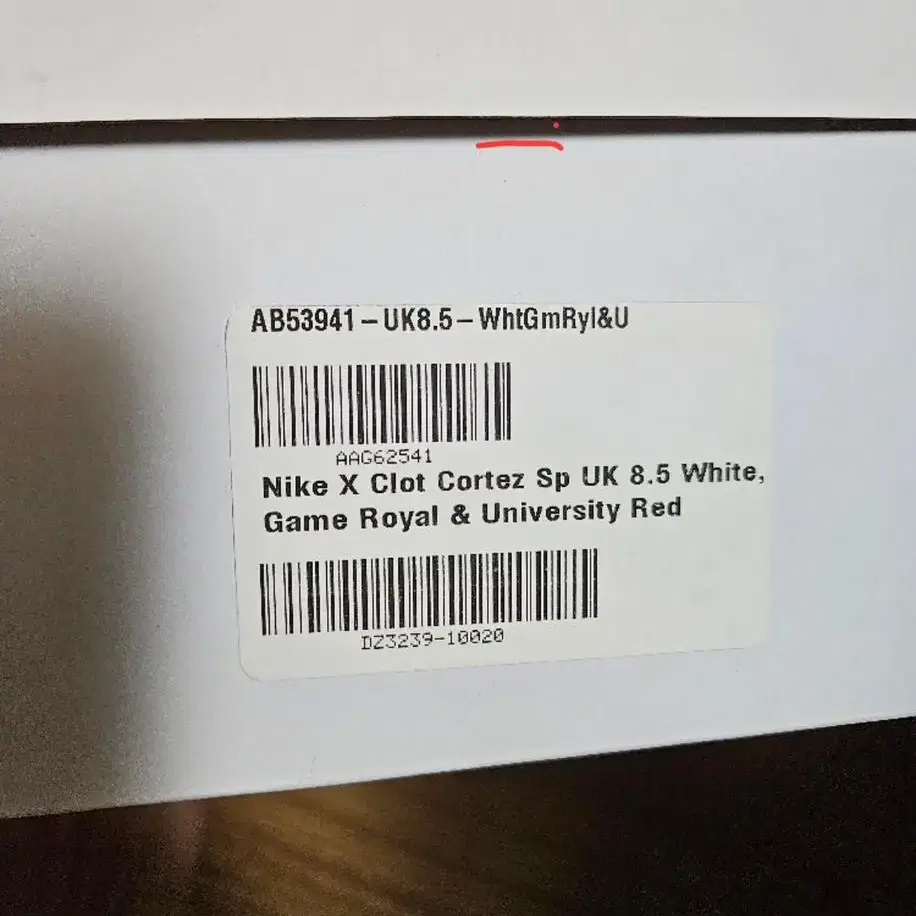 AB53941-UK8.5-WhtGmRyl&U
AAG62541
Nike X Clot Cortez Sp UK 8.5 White,
Game Royal & University Red
DZ3239-10020